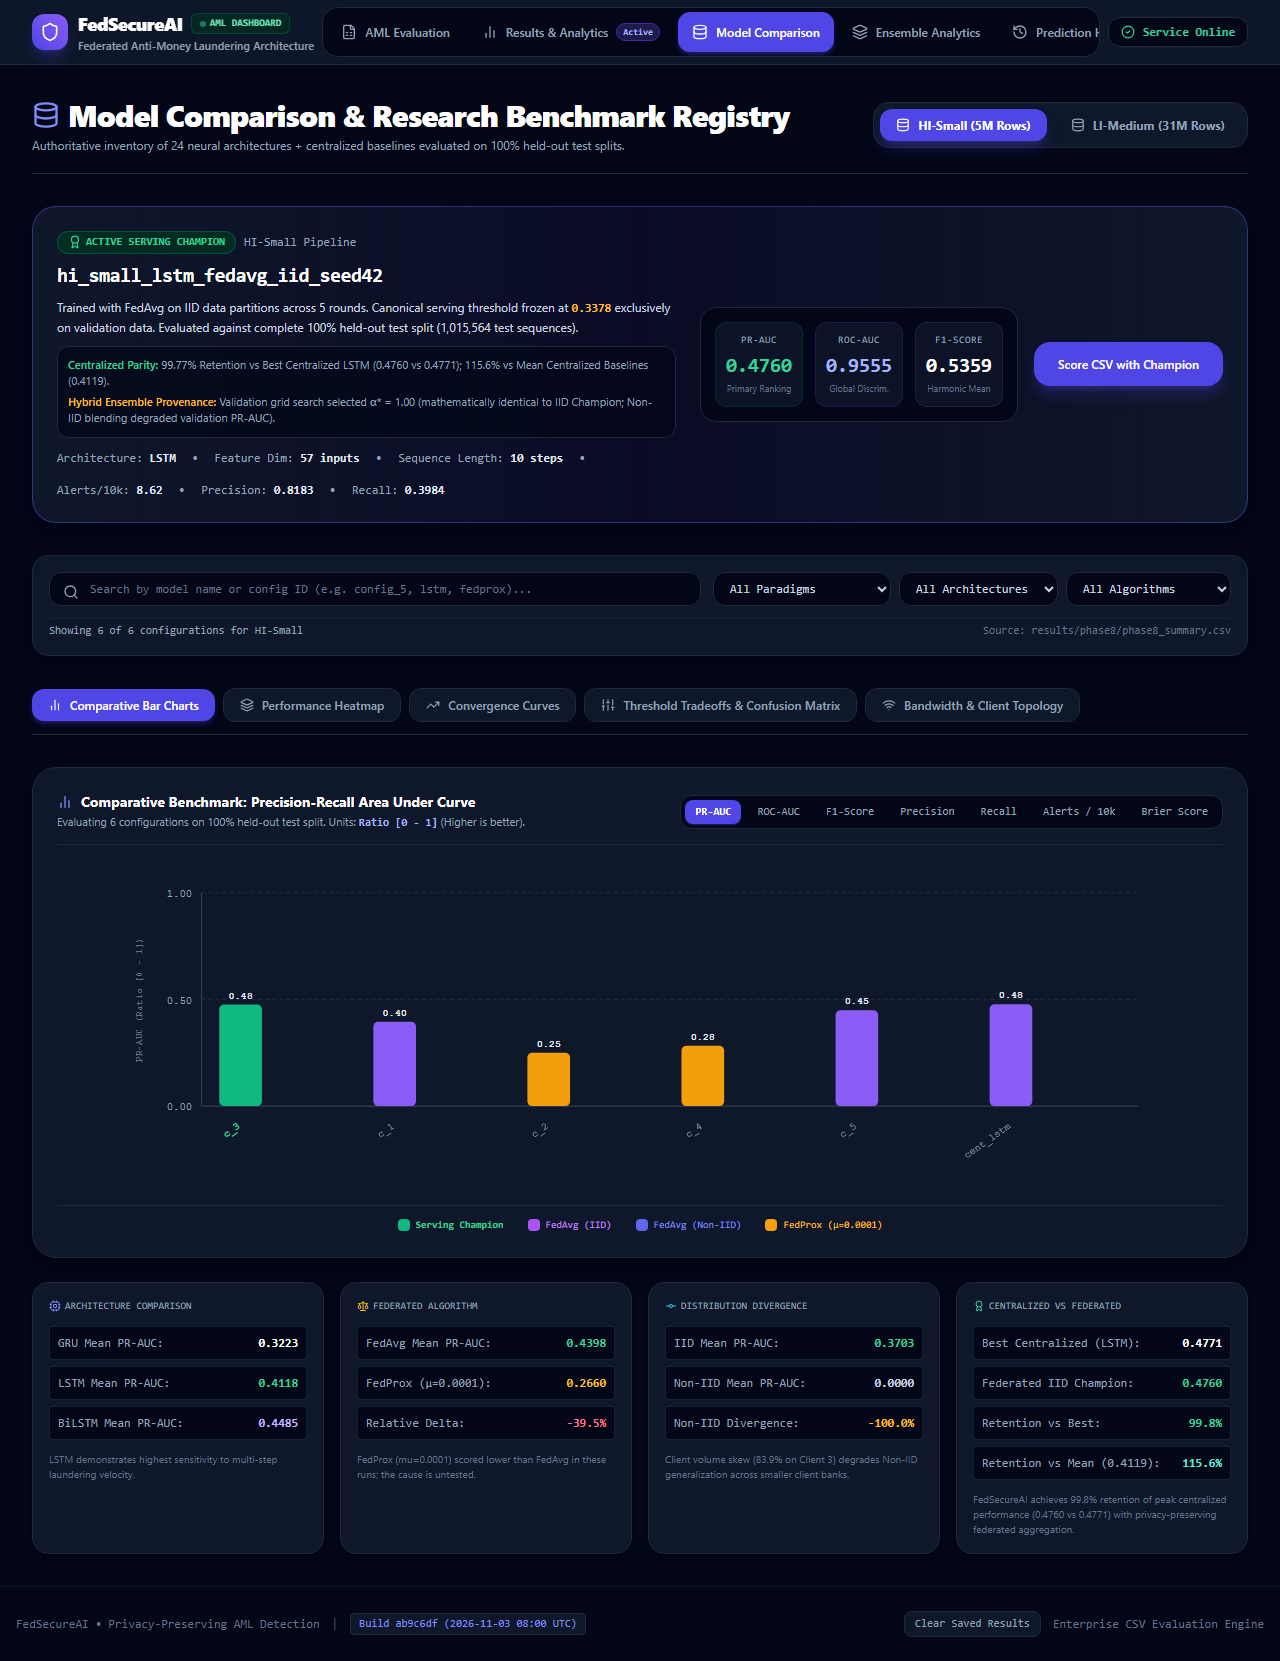 FedSecureAI
AML DASHBOARD
Federated Anti-Money Laundering Architecture
AML Evaluation
Results & Analytics
Active
Model Comparison
Ensemble Analytics
Prediction H
Service Online
Model Comparison & Research Benchmark Registry
Authoritative inventory of 24 neural architectures + centralized baselines evaluated on 100% held-out test splits.
HI-Small (5M Rows)
LI-Medium (31M Rows)
ACTIVE SERVING CHAMPION
HI-Small Pipeline
hi_small_lstm_fedavg_iid_seed42
Trained with FedAvg on IID data partitions across 5 rounds. Canonical serving threshold frozen at 0.3378 exclusively
on validation data. Evaluated against complete 100% held-out test split (1,015,564 test sequences).
Centralized Parity: 99.77% Retention vs Best Centralized LSTM (0.4760 vs 0.4771); 115.6% vs Mean Centralized Baselines
(0.4119).
Hybrid Ensemble Provenance: Validation grid search selected α* = 1.00 (mathematically identical to IID Champion; Non-
IID blending degraded validation PR-AUC).
Architecture: LSTM • Feature Dim: 57 inputs • Sequence Length: 10 steps •
Alerts/10k: 8.62 • Precision: 0.8183 • Recall: 0.3984
PR-AUC
0.4760
Primary Ranking
ROC-AUC
0.9555
Global Discrim.
F1-SCORE
0.5359
Harmonic Mean
Score CSV with Champion
Search by model name or config ID (e.g. config_5, lstm, fedprox)...
All Paradigms
All Architectures
All Algorithms
Showing 6 of 6 configurations for HI-Small
Source: results/phase8/phase8_summary.csv
Comparative Bar Charts
Performance Heatmap
Convergence Curves
Threshold Tradeoffs & Confusion Matrix
Bandwidth & Client Topology
Comparative Benchmark: Precision-Recall Area Under Curve
Evaluating 6 configurations on 100% held-out test split. Units: Ratio [0 - 1] (Higher is better).
PR-AUC
ROC-AUC
F1-Score
Precision
Recall
Alerts / 10k
Brier Score
PR-AUC (Ratio [0 - 1])
1.00
0.50
0.00
0.48
0.40
0.25
0.28
0.45
0.48
c_3
c_1
c_2
c_4
c_5
cent_lstm
Serving Champion
FedAvg (IID)
FedAvg (Non-IID)
FedProx (μ=0.0001)
ARCHITECTURE COMPARISON
GRU Mean PR-AUC: 0.3223
LSTM Mean PR-AUC: 0.4118
BiLSTM Mean PR-AUC: 0.4485
LSTM demonstrates highest sensitivity to multi-step
laundering velocity.
FEDERATED ALGORITHM
FedAvg Mean PR-AUC: 0.4398
FedProx (μ=0.0001): 0.2660
Relative Delta: -39.5%
FedProx (mu=0.0001) scored lower than FedAvg in these
runs; the cause is untested.
DISTRIBUTION DIVERGENCE
IID Mean PR-AUC: 0.3703
Non-IID Mean PR-AUC: 0.0000
Non-IID Divergence: -100.0%
Client volume skew (83.9% on Client 3) degrades Non-IID
generalization across smaller client banks.
CENTRALIZED VS FEDERATED
Best Centralized (LSTM): 0.4771
Federated IID Champion: 0.4760
Retention vs Best: 99.8%
Retention vs Mean (0.4119): 115.6%
FedSecureAI achieves 99.8% retention of peak centralized
performance (0.4760 vs 0.4771) with privacy-preserving
federated aggregation.
FedSecureAI • Privacy-Preserving AML Detection | Build ab9c6df (2026-11-03 08:00 UTC)
Clear Saved Results
Enterprise CSV Evaluation Engine